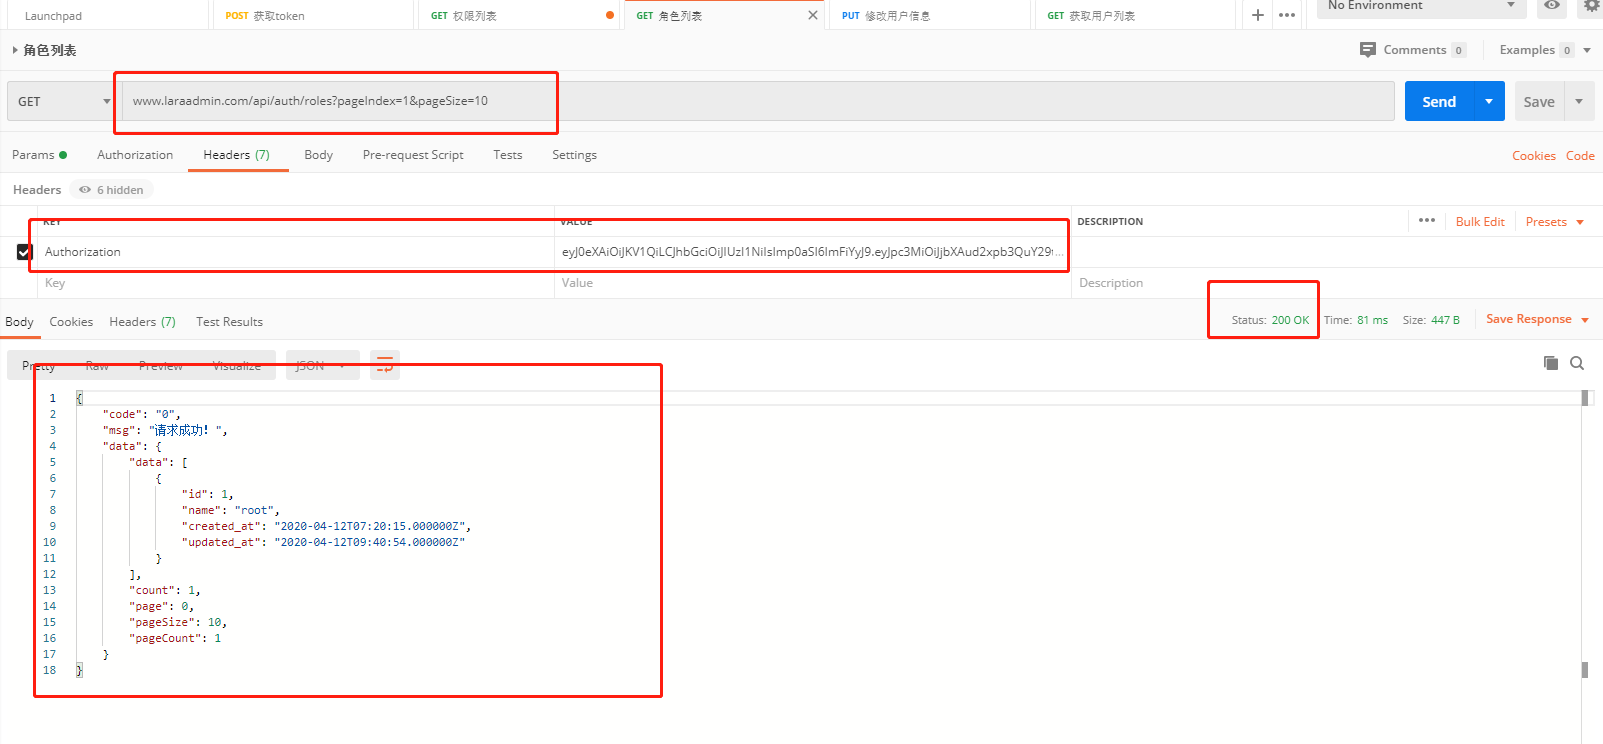 Launchpad
POST 获取token
GET 权限列表
GET 角色列表
PUT 修改用户信息
GET 获取用户列表
No Environment
角色列表
Comments 0
Examples 0
GET
www.laraadmin.com/api/auth/roles?pageIndex=1&pageSize=10
Send
Save
Params
Authorization
Headers (7)
Body
Pre-request Script
Tests
Settings
Cookies
Code
Headers
6 hidden
KEY
VALUE
DESCRIPTION
Bulk Edit
Presets
Authorization
Key
Value
Description
Body
Cookies
Headers (7)
Test Results
Status: 200 OK
Time: 81 ms
Size: 447 B
Save Response
Pretty
Raw
Preview
Visualize
JSON
1 {
2 "code": "0",
3 "msg": "请求成功！",
4 "data": {
5 "data": [
6 {
7 "id": 1,
8 "name": "root",
9 "created_at": "2020-04-12T07:20:15.000000Z",
10 "updated_at": "2020-04-12T09:40:54.000000Z"
11 }
12 ],
13 "count": 1,
14 "page": 0,
15 "pageSize": 10,
16 "pageCount": 1
17 }
18 }